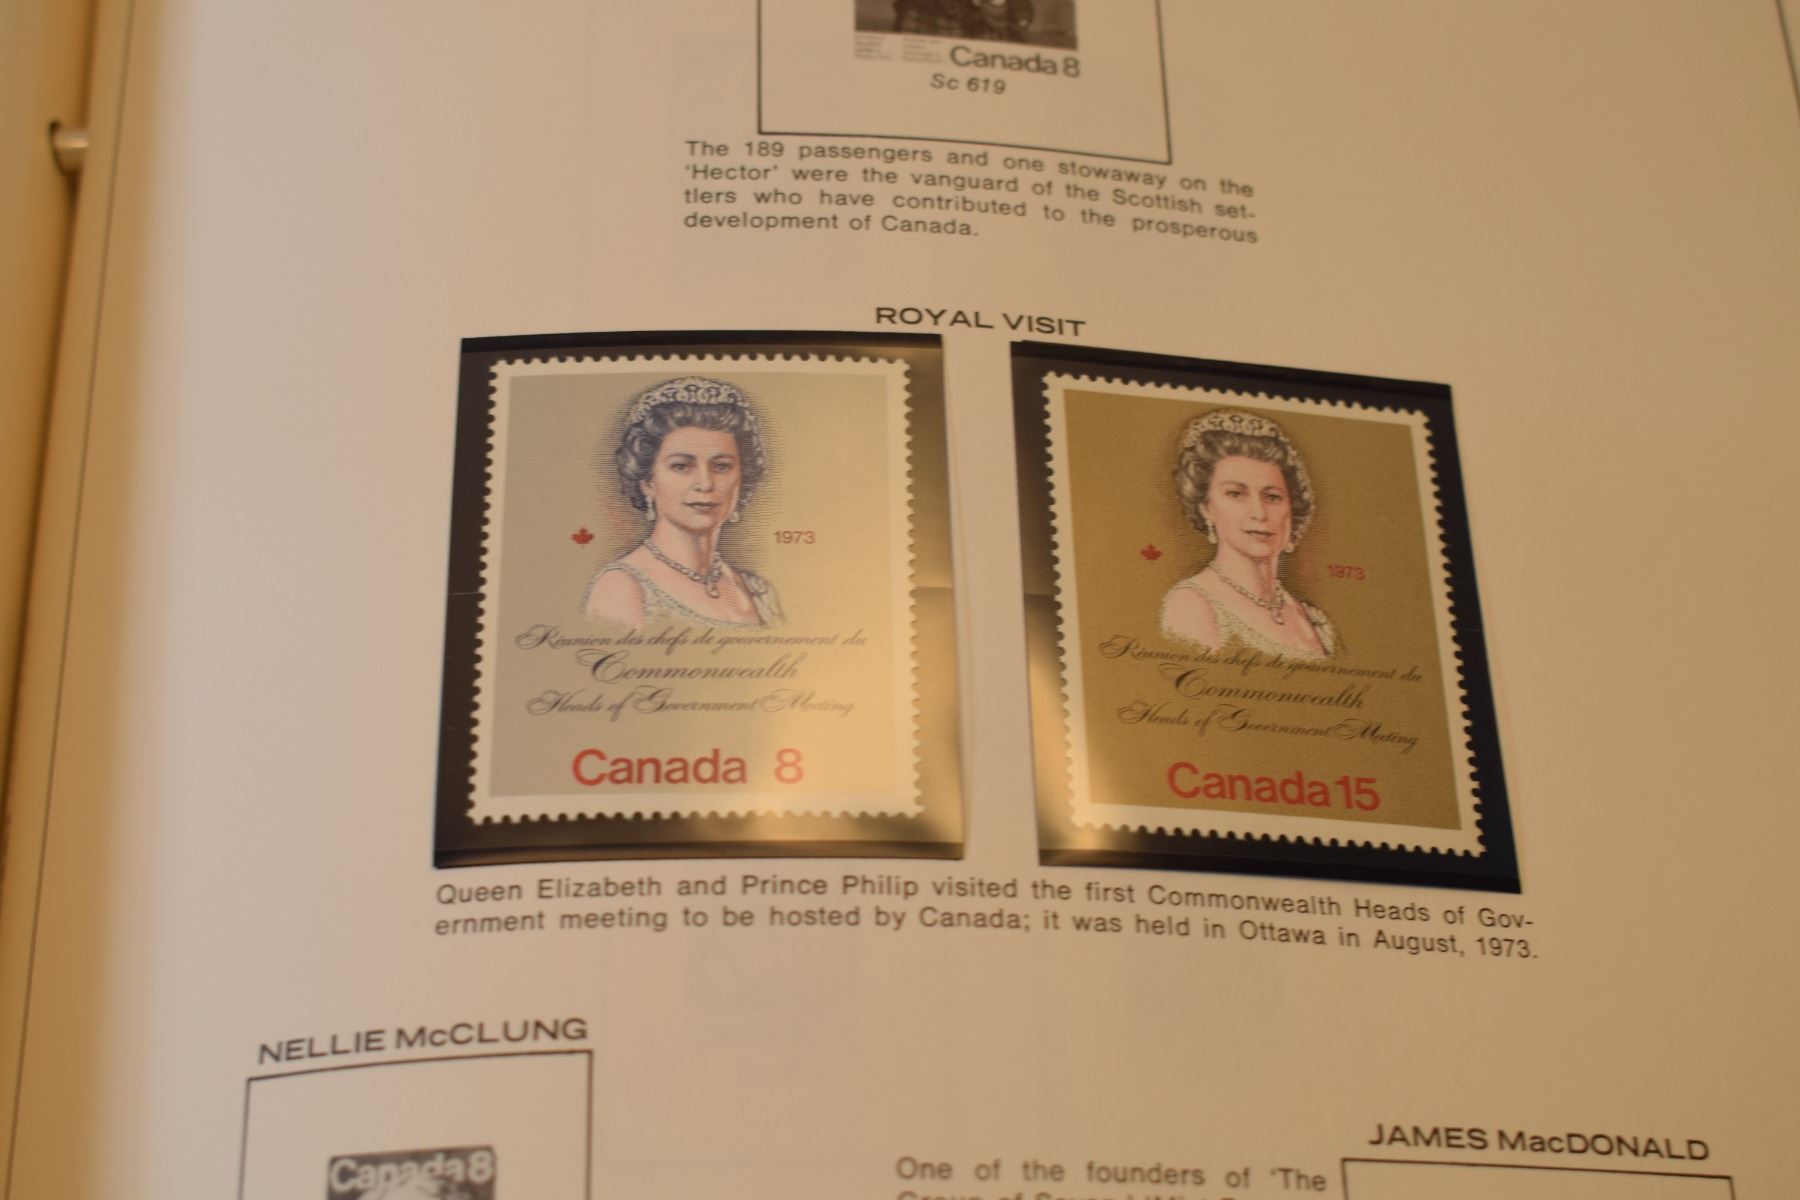 Canada 8
Sc 619
The 189 passengers and one stowaway on the
'Hector' were the vanguard of the Scottish set-
tlers who have contributed to the prosperous
development of Canada.
ROYAL VISIT
1973
Réunion des chefs de gouvernement du
Commonwealth
Heads of Government Meeting
Canada 8
1973
Réunion des chefs de gouvernement du
Commonwealth
Heads of Government Meeting
Canada 15
Queen Elizabeth and Prince Philip visited the first Commonwealth Heads of Gov-
ernment meeting to be hosted by Canada; it was held in Ottawa in August, 1973.
NELLIE McCLUNG
Canada 8
JAMES MacDONALD
One of the founders of 'The